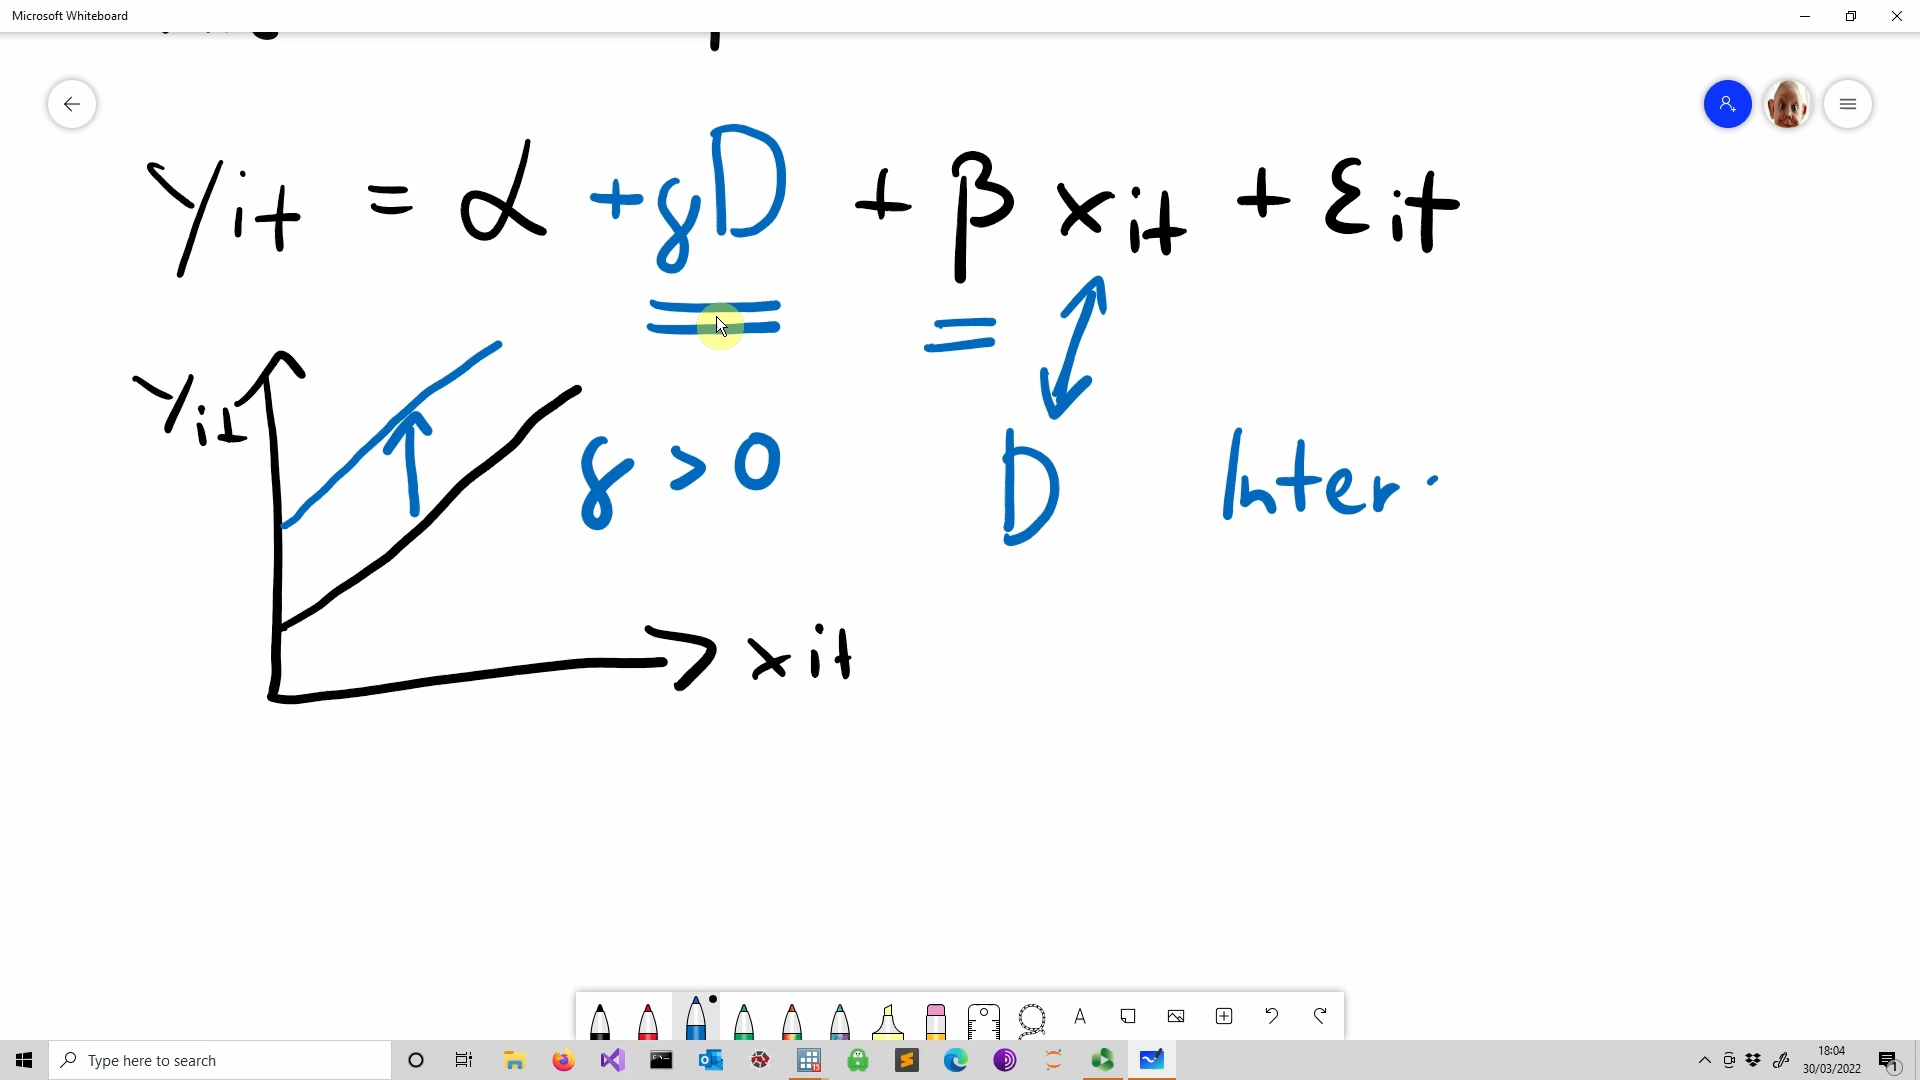 Microsoft Whiteboard
Yit = α + γD + β xit + εit
Yit
γ > 0
D
Inter.
xit
A
Type here to search
18:04
30/03/2022
1